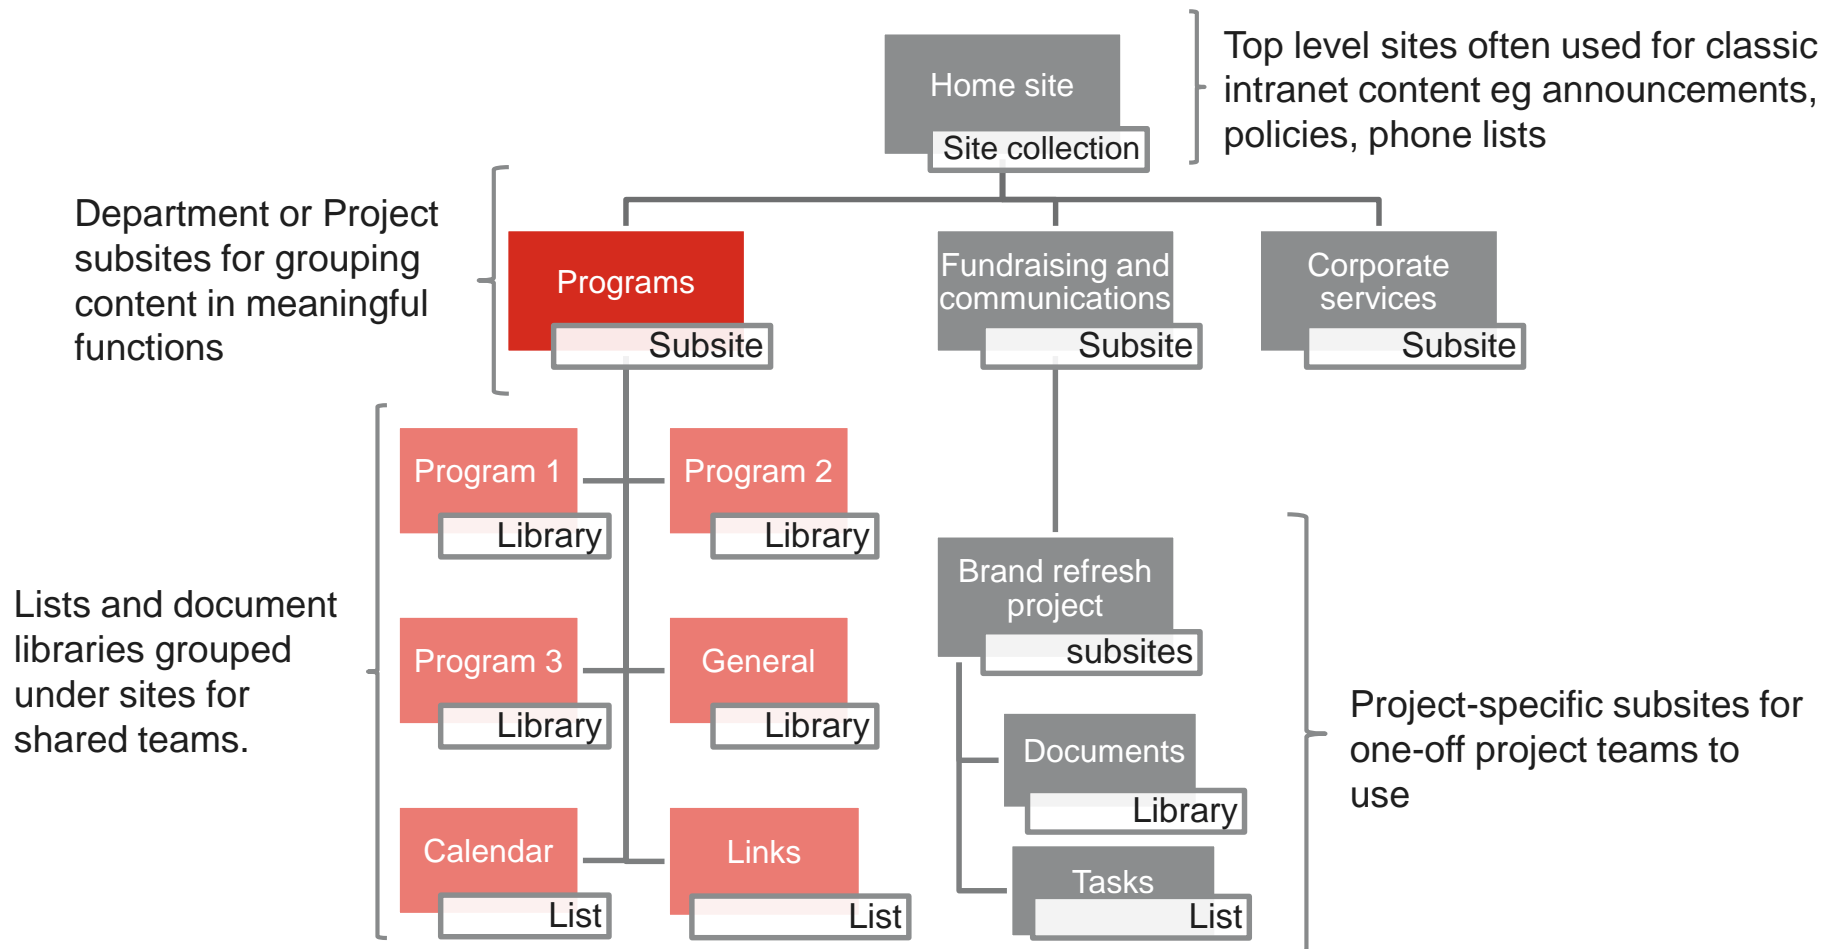 Home site
Site collection
Top level sites often used for classic
intranet content eg announcements,
policies, phone lists
Department or Project
subsites for grouping
content in meaningful
functions
Programs
Subsite
Fundraising and
communications
Subsite
Corporate
services
Subsite
Lists and document
libraries grouped
under sites for
shared teams.
Program 1
Library
Program 2
Library
Program 3
Library
General
Library
Calendar
List
Links
List
Brand refresh
project
subsites
Documents
Library
Tasks
List
Project-specific subsites for
one-off project teams to
use